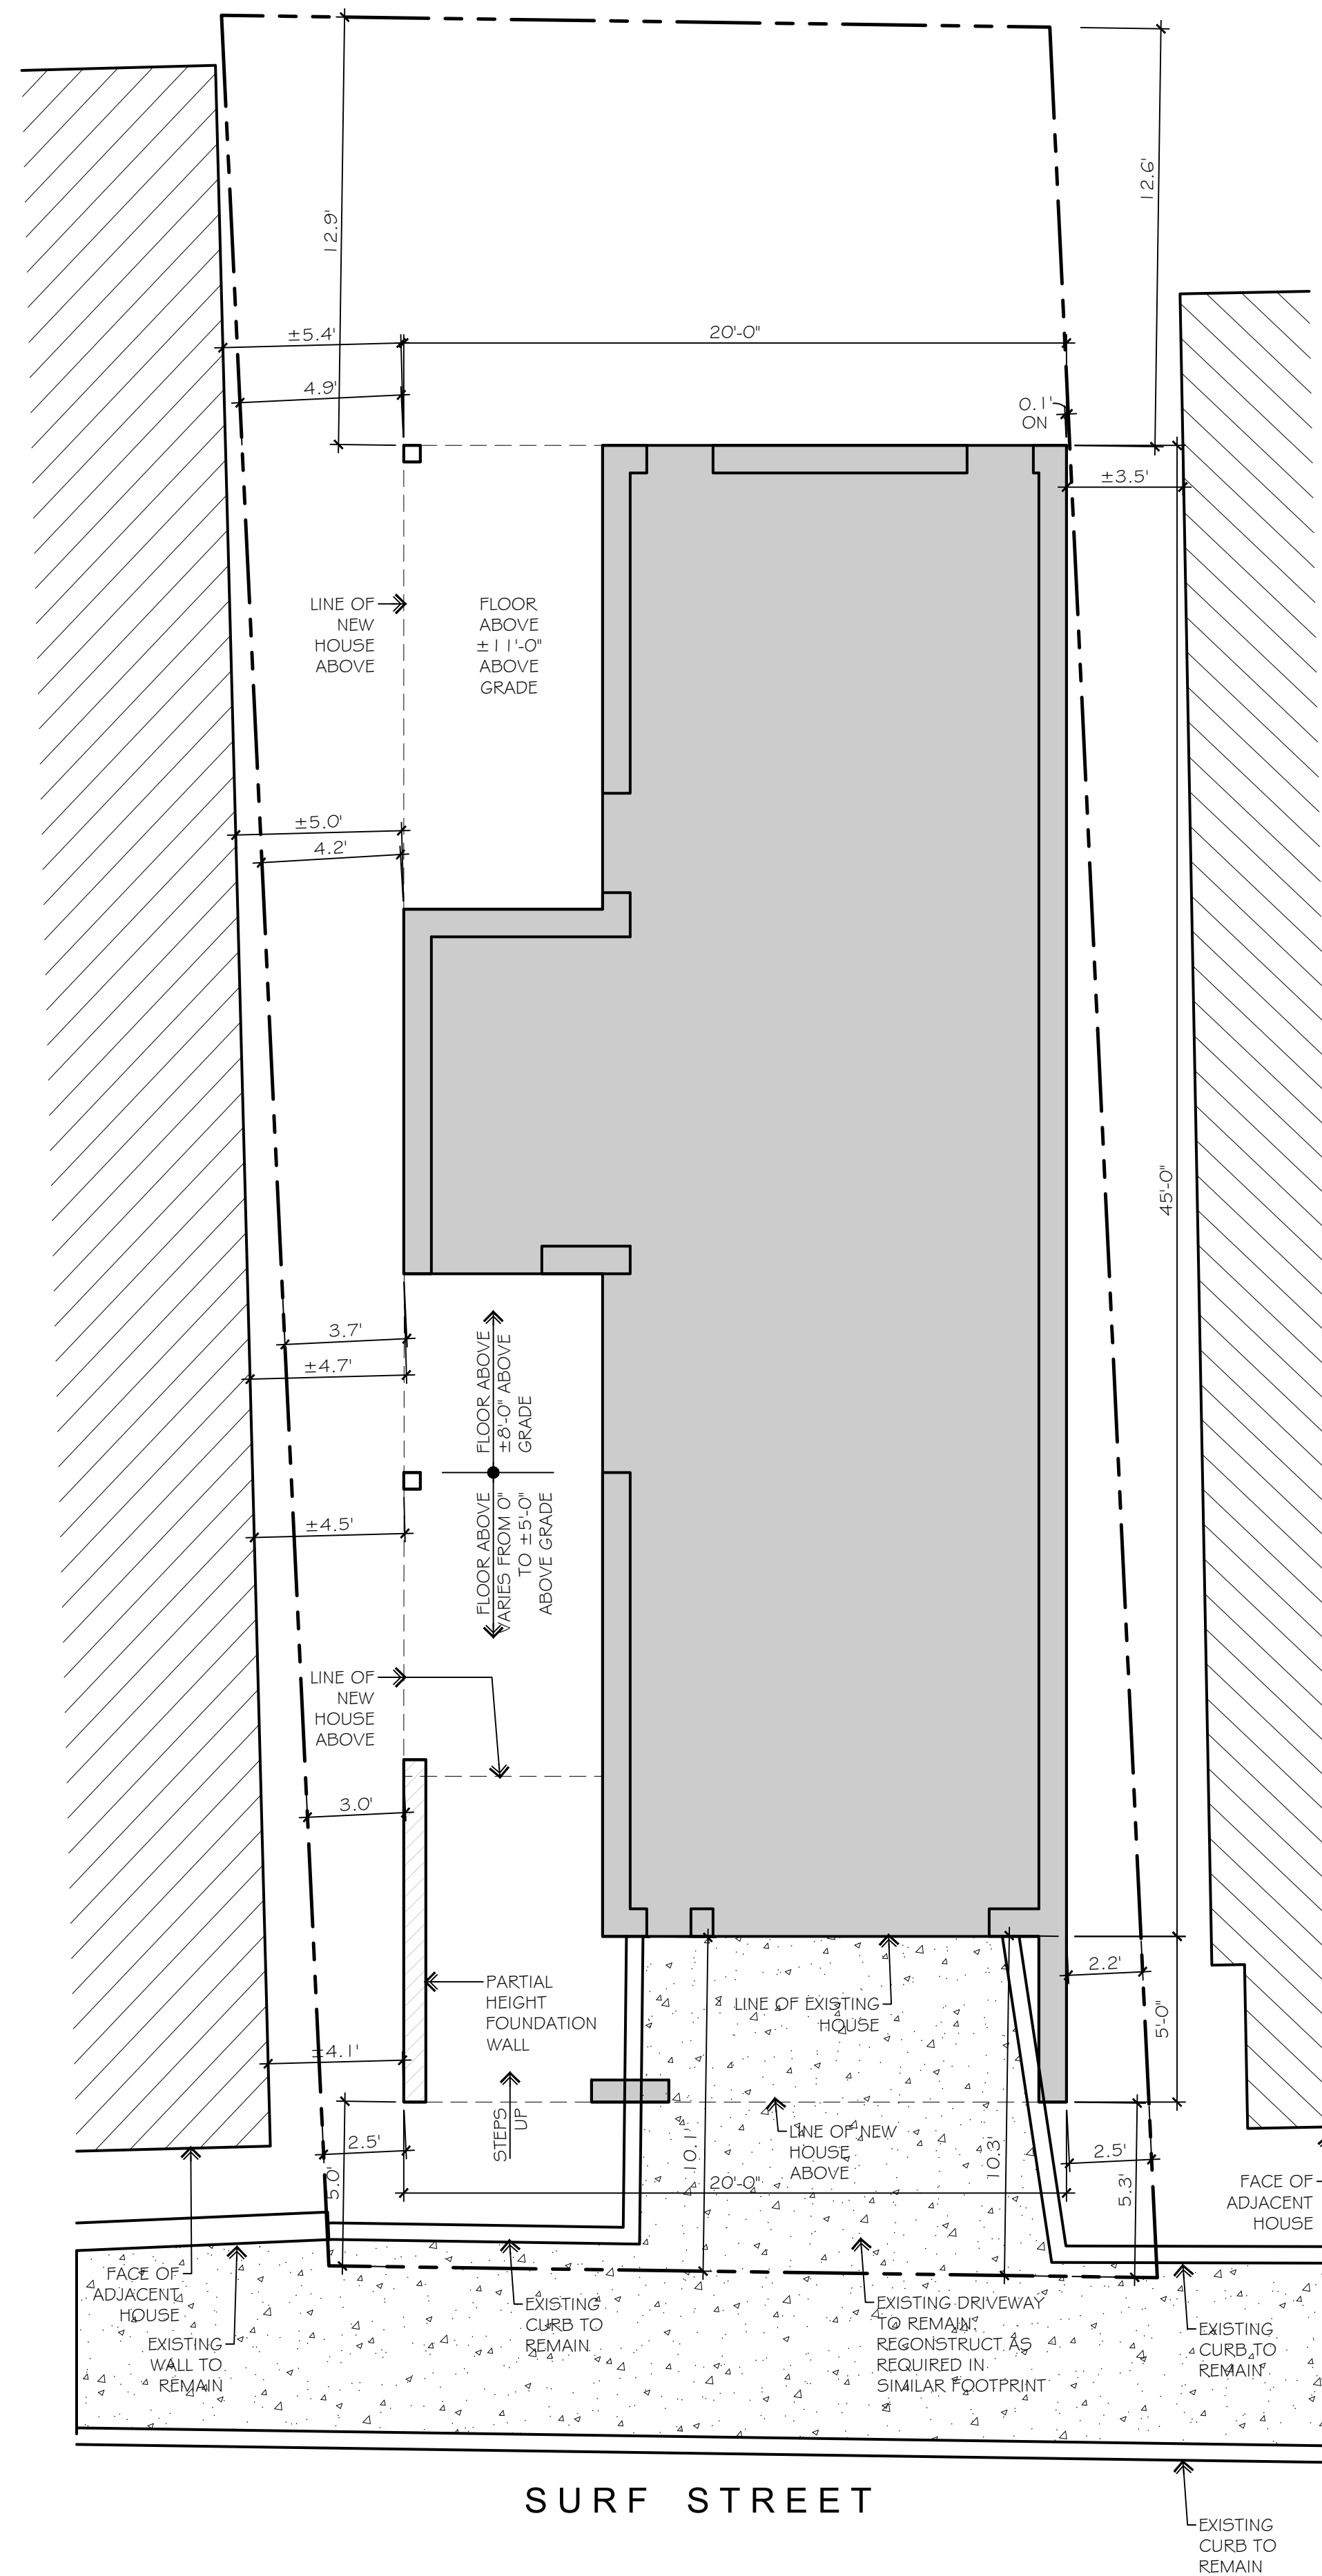 12.9'
12.6'
±5.4'
20'-0"
4.9'
0.1'
ON
±3.5'
LINE OF
NEW
HOUSE
ABOVE
FLOOR
ABOVE
±11'-0"
ABOVE
GRADE
±5.0'
4.2'
45'-0"
3.7'
±4.7'
FLOOR ABOVE
±8'-0" ABOVE
GRADE
FLOOR ABOVE
VARIES FROM 0"
TO ±5'-0"
ABOVE GRADE
±4.5'
LINE OF
NEW
HOUSE
ABOVE
3.0'
PARTIAL
HEIGHT
FOUNDATION
WALL
LINE OF EXISTING
HOUSE
2.2'
5'-0"
±4.1'
STEPS
UP
LINE OF NEW
HOUSE
ABOVE
2.5'
5.0'
10.1'
10.3'
2.5'
5.3'
20'-0"
FACE OF
ADJACENT
HOUSE
FACE OF
ADJACENT
HOUSE
EXISTING
WALL TO
REMAIN
EXISTING
CURB TO
REMAIN
EXISTING DRIVEWAY
TO REMAIN.
RECONSTRUCT AS
REQUIRED IN
SIMILAR FOOTPRINT
EXISTING
CURB TO
REMAIN
SURF STREET
EXISTING
CURB TO
REMAIN